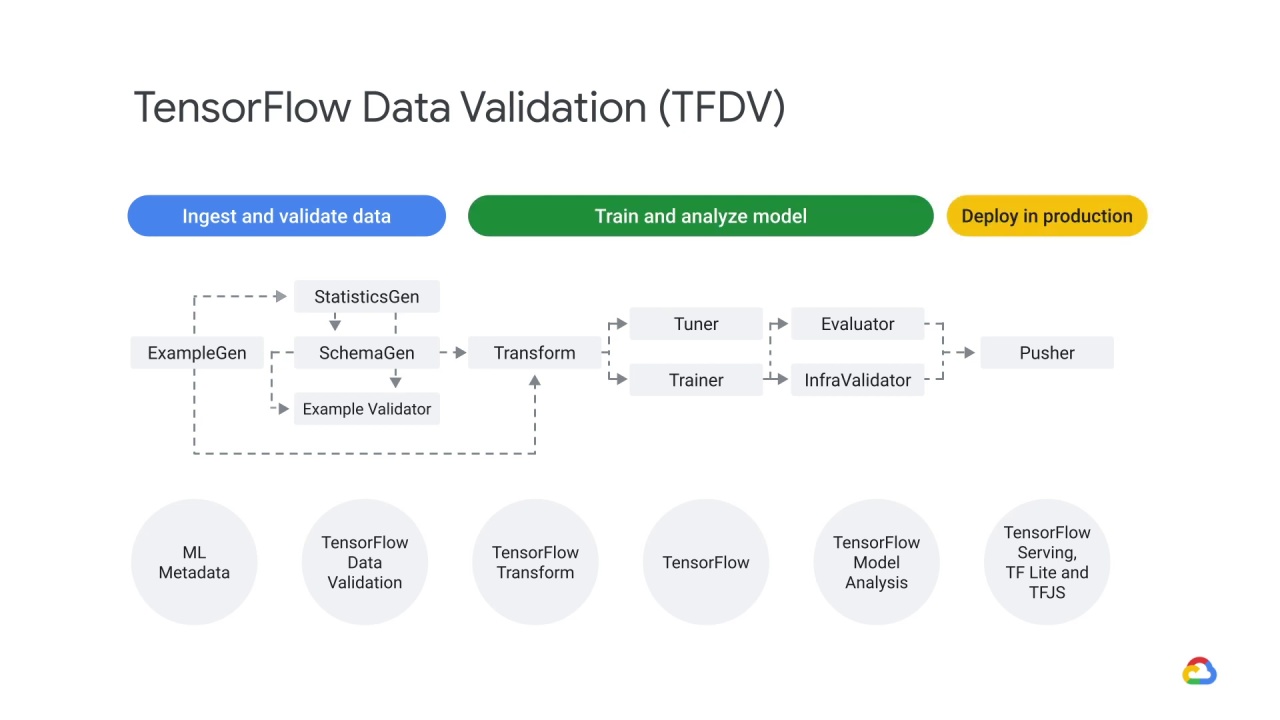 TensorFlow Data Validation (TFDV)
Ingest and validate data
Train and analyze model
Deploy in production
StatisticsGen
ExampleGen
SchemaGen
Example Validator
Transform
Tuner
Trainer
Evaluator
InfraValidator
Pusher
ML
Metadata
TensorFlow
Data
Validation
TensorFlow
Transform
TensorFlow
TensorFlow
Model
Analysis
TensorFlow
Serving,
TF Lite and
TFJS